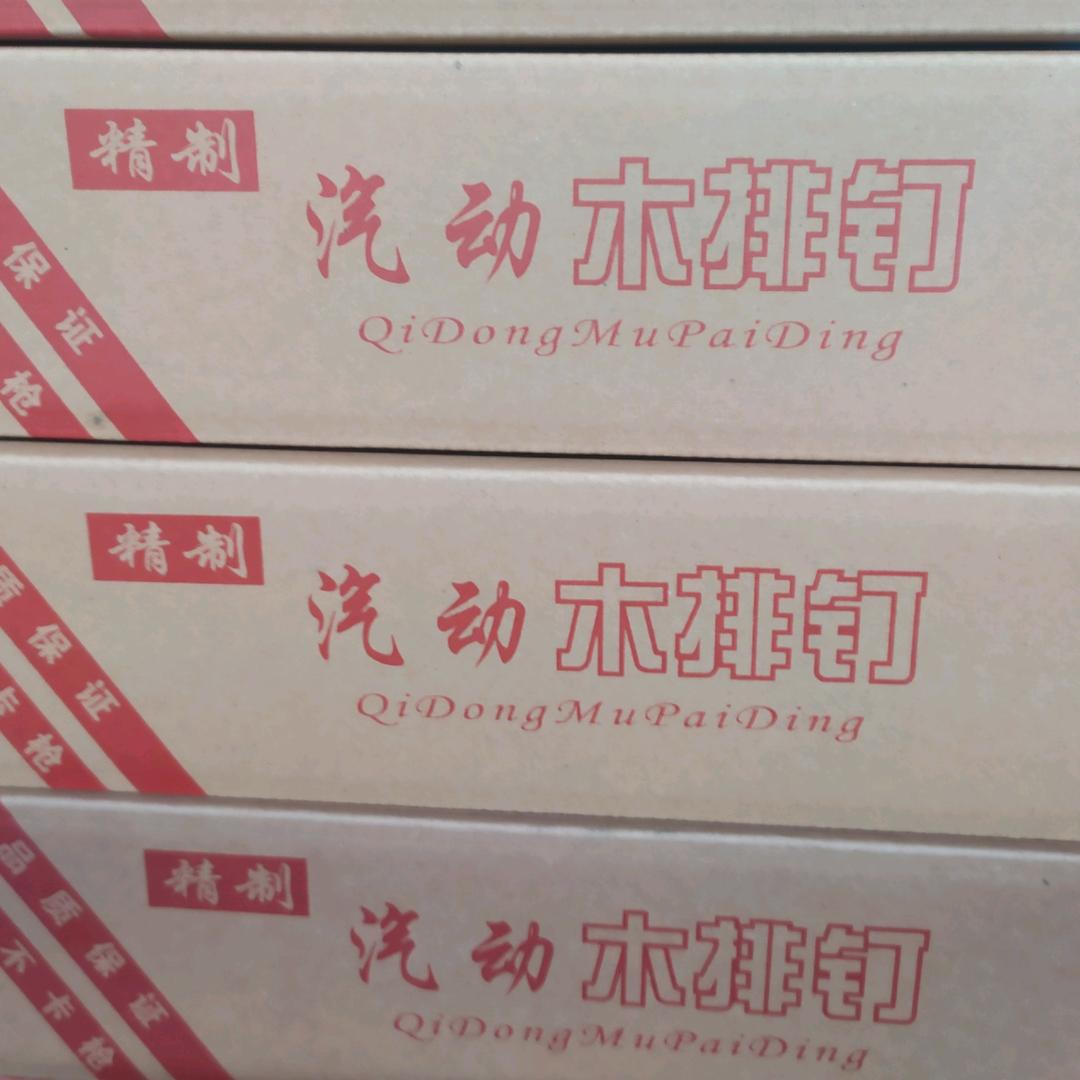 精制
汽动木排钉
QiDongMuPaiDing
保证
枪
精制
汽动木排钉
QiDongMuPaiDing
质保证
卡枪
精制
汽动木排钉
QiDongMuPaiDing
品质保证
不卡枪